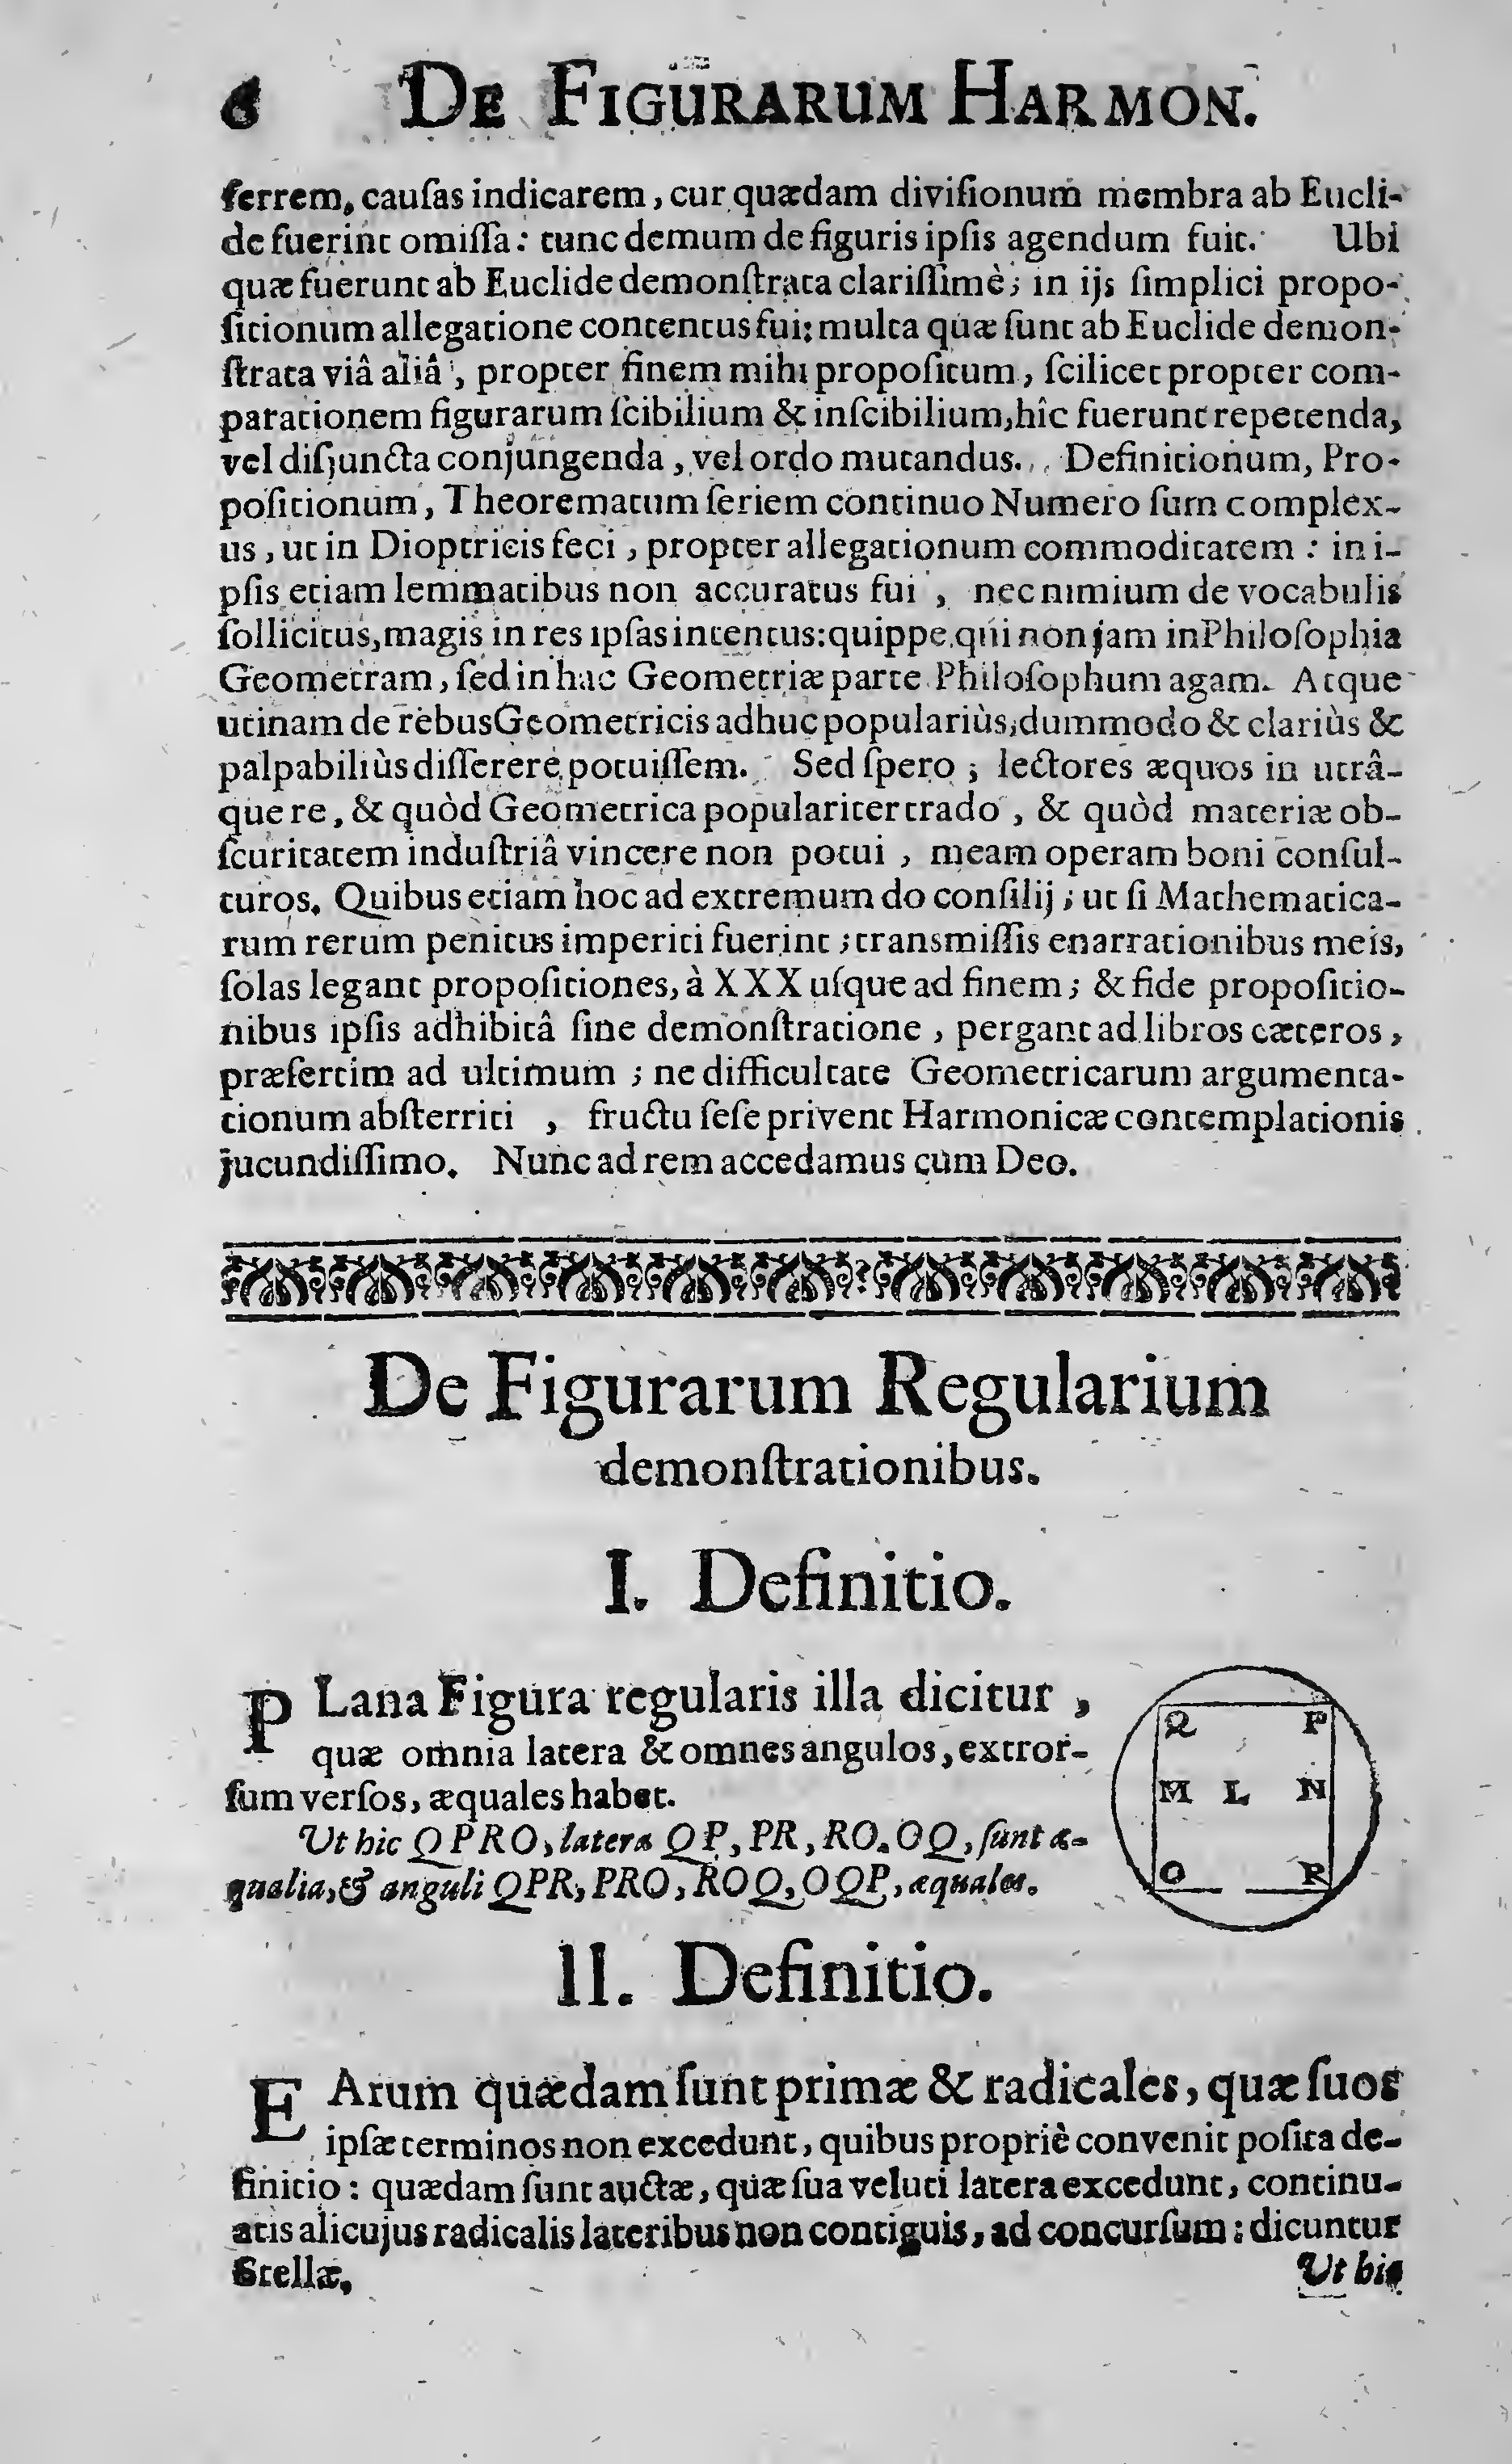 6 DE FIGURARUM HARMON.
ferrem, cauſas indicarem, cur quædam diviſionum membra ab Eucli-
de fuerint omiſſa: tunc demum de figuris ipſis agendum fuit. Ubi
quæ fuerunt ab Euclide demonſtrata clariſſimè; in ijs ſimplici propo-
ſitionum allegatione contentus fui: multa quæ ſunt ab Euclide demon-
ſtrata viâ aliâ, propter finem mihi propoſitum, ſcilicet propter com-
parationem figurarum ſcibilium & inſcibilium, hîc fuerunt repetenda,
vel disjuncta conjungenda, vel ordo mutandus. Definitionum, Pro-
poſitionum, Theorematum ſeriem continuo Numero ſum complex-
us, ut in Dioptricis feci, propter allegationum commoditatem: in i-
pſis etiam lemmatibus non accuratus fui, nec nimium de vocabulis
ſollicitus, magis in res ipſas intentus: quippe qui non jam in Philoſophia
Geometram, ſed in hac Geometriæ parte Philoſophum agam. Atque
utinam de rebus Geometricis adhuc populariùs, dummodo & clariùs &
palpabiliùs diſſerere potuiſſem. Sed ſpero; lectores æquos in utrâ-
que re, & quòd Geometrica populariter trado, & quòd materiæ ob-
ſcuritatem induſtriâ vincere non potui, meam operam boni conſul-
turos. Quibus etiam hoc ad extremum do conſilij; ut ſi Mathematica-
rum rerum penitus imperiti fuerint; transmiſſis enarrationibus meis,
ſolas legant propoſitiones, à XXX uſque ad finem; & fide propoſitio-
nibus ipſis adhibitâ ſine demonſtratione, pergant ad libros cæteros,
præſertim ad ultimum; ne difficultate Geometricarum argumenta-
tionum abſterriti, fructu ſeſe privent Harmonicæ contemplationis
jucundiſſimo. Nunc ad rem accedamus cum Deo.
De Figurarum Regularium
demonſtrationibus.
I. Definitio.
PLana Figura regularis illa dicitur,
quæ omnia latera & omnes angulos, extror-
ſum verſos, æquales habet.
Ut hic QPRO, latera QP, PR, RO. OQ, ſunt æ-
qualia, & anguli QPR, PRO, ROQ, OQP, æquales.
Q P
M L N
O R
II. Definitio.
EArum quædam ſunt primæ & radicales, quæ ſuos
ipſæ terminos non excedunt, quibus propriè convenit poſita de-
finitio: quædam ſunt auctæ, quæ ſua veluti latera excedunt, continu-
atis alicujus radicalis lateribus non contiguis, ad concurſum: dicuntur
Stellæ,
Ut hic